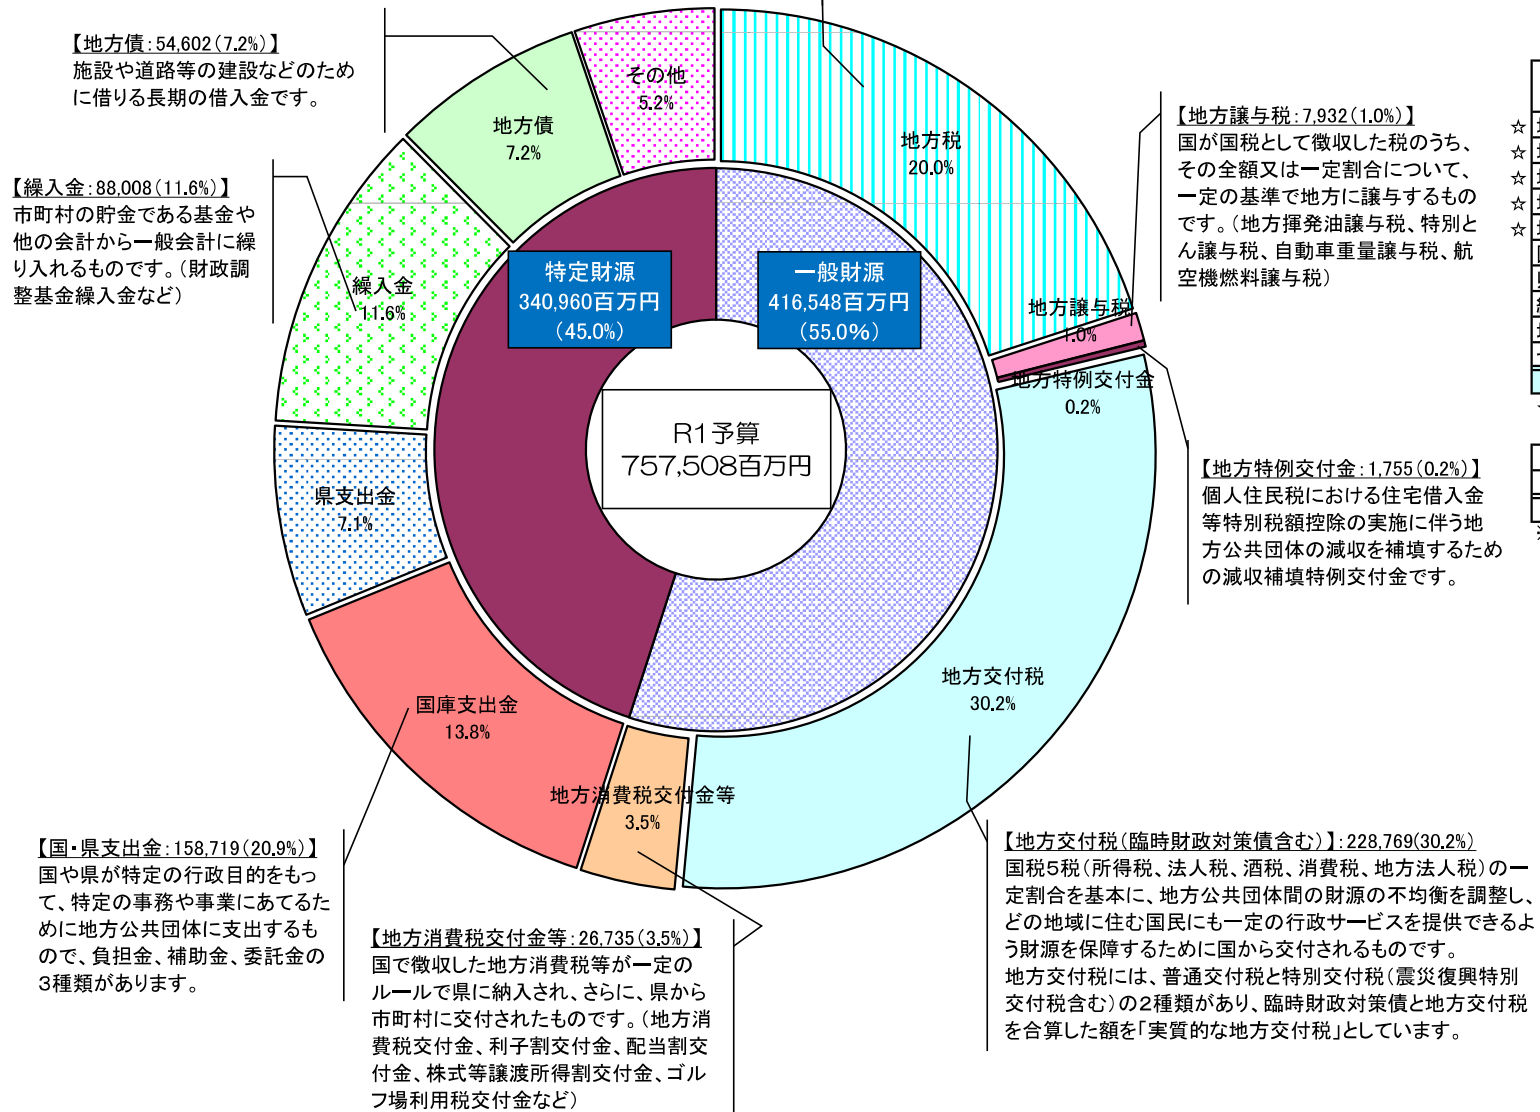 【地方債：54,602（7.2%）】
施設や道路等の建設などのため
に借りる長期の借入金です。
【繰入金：88,008（11.6%）】
市町村の貯金である基金や
他の会計から一般会計に繰
り入れるものです。（財政調
整基金繰入金など）
その他
5.2%
地方債
7.2%
繰入金
11.6%
県支出金
7.1%
国庫支出金
13.8%
地方消費税交付金等
3.5%
地方税
20.0%
地方譲与税
1.0%
地方特例交付金
0.2%
地方交付税
30.2%
特定財源
340,960百万円
（45.0%）
一般財源
416,548百万円
（55.0%）
R1予算
757,508百万円
【地方譲与税：7,932（1.0%）】
国が国税として徴収した税のうち、
その全額又は一定割合について、
一定の基準で地方に譲与するもの
です。（地方揮発油譲与税、特別と
ん譲与税、自動車重量譲与税、航
空機燃料譲与税）
☆
☆
☆
☆
☆
【地方特例交付金：1,755（0.2%）】
個人住民税における住宅借入金
等特別税額控除の実施に伴う地
方公共団体の減収を補填するため
の減収補填特例交付金です。
【国・県支出金：158,719（20.9%）】
国や県が特定の行政目的をもっ
て、特定の事務や事業にあてるた
めに地方公共団体に支出するも
ので、負担金、補助金、委託金の
3種類があります。
【地方消費税交付金等：26,735（3.5%）】
国で徴収した地方消費税等が一定の
ルールで県に納入され、さらに、県から
市町村に交付されたものです。（地方消
費税交付金、利子割交付金、配当割交
付金、株式等譲渡所得割交付金、ゴル
フ場利用税交付金など）
【地方交付税（臨時財政対策債含む）】：228,769（30.2%）
国税5税（所得税、法人税、酒税、消費税、地方法人税）の一
定割合を基本に、地方公共団体間の財源の不均衡を調整し、
どの地域に住む国民にも一定の行政サービスを提供できるよ
う財源を保障するために国から交付されるものです。
地方交付税には、普通交付税と特別交付税（震災復興特別
交付税含む）の2種類があり、臨時財政対策債と地方交付税
を合算した額を「実質的な地方交付税」としています。